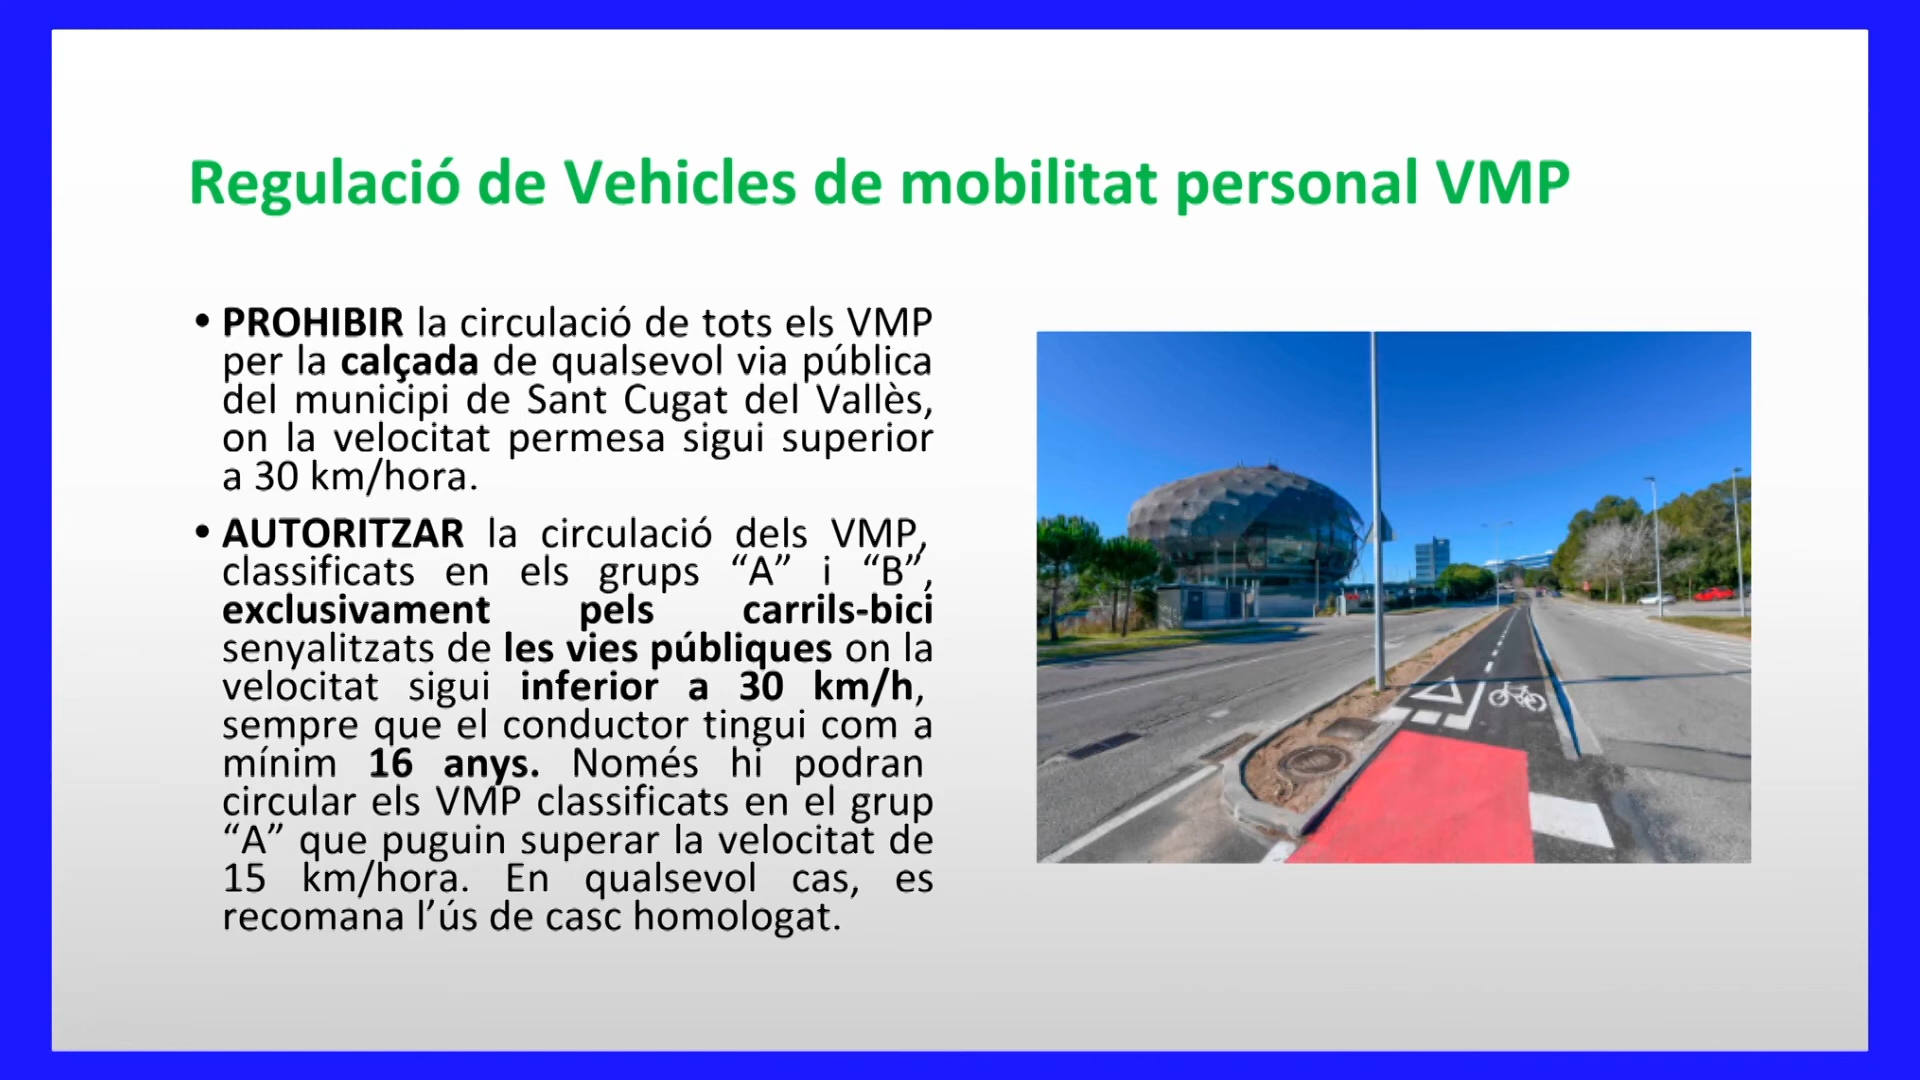 Regulació de Vehicles de mobilitat personal VMP
• PROHIBIR la circulació de tots els VMP
per la calçada de qualsevol via pública
del municipi de Sant Cugat del Vallès,
on la velocitat permesa sigui superior
a 30 km/hora.
• AUTORITZAR la circulació dels VMP,
classificats en els grups “A” i “B”,
exclusivament pels carrils-bici
senyalitzats de les vies públiques on la
velocitat sigui inferior a 30 km/h,
sempre que el conductor tingui com a
mínim 16 anys. Només hi podran
circular els VMP classificats en el grup
“A” que puguin superar la velocitat de
15 km/hora. En qualsevol cas, es
recomana l’ús de casc homologat.